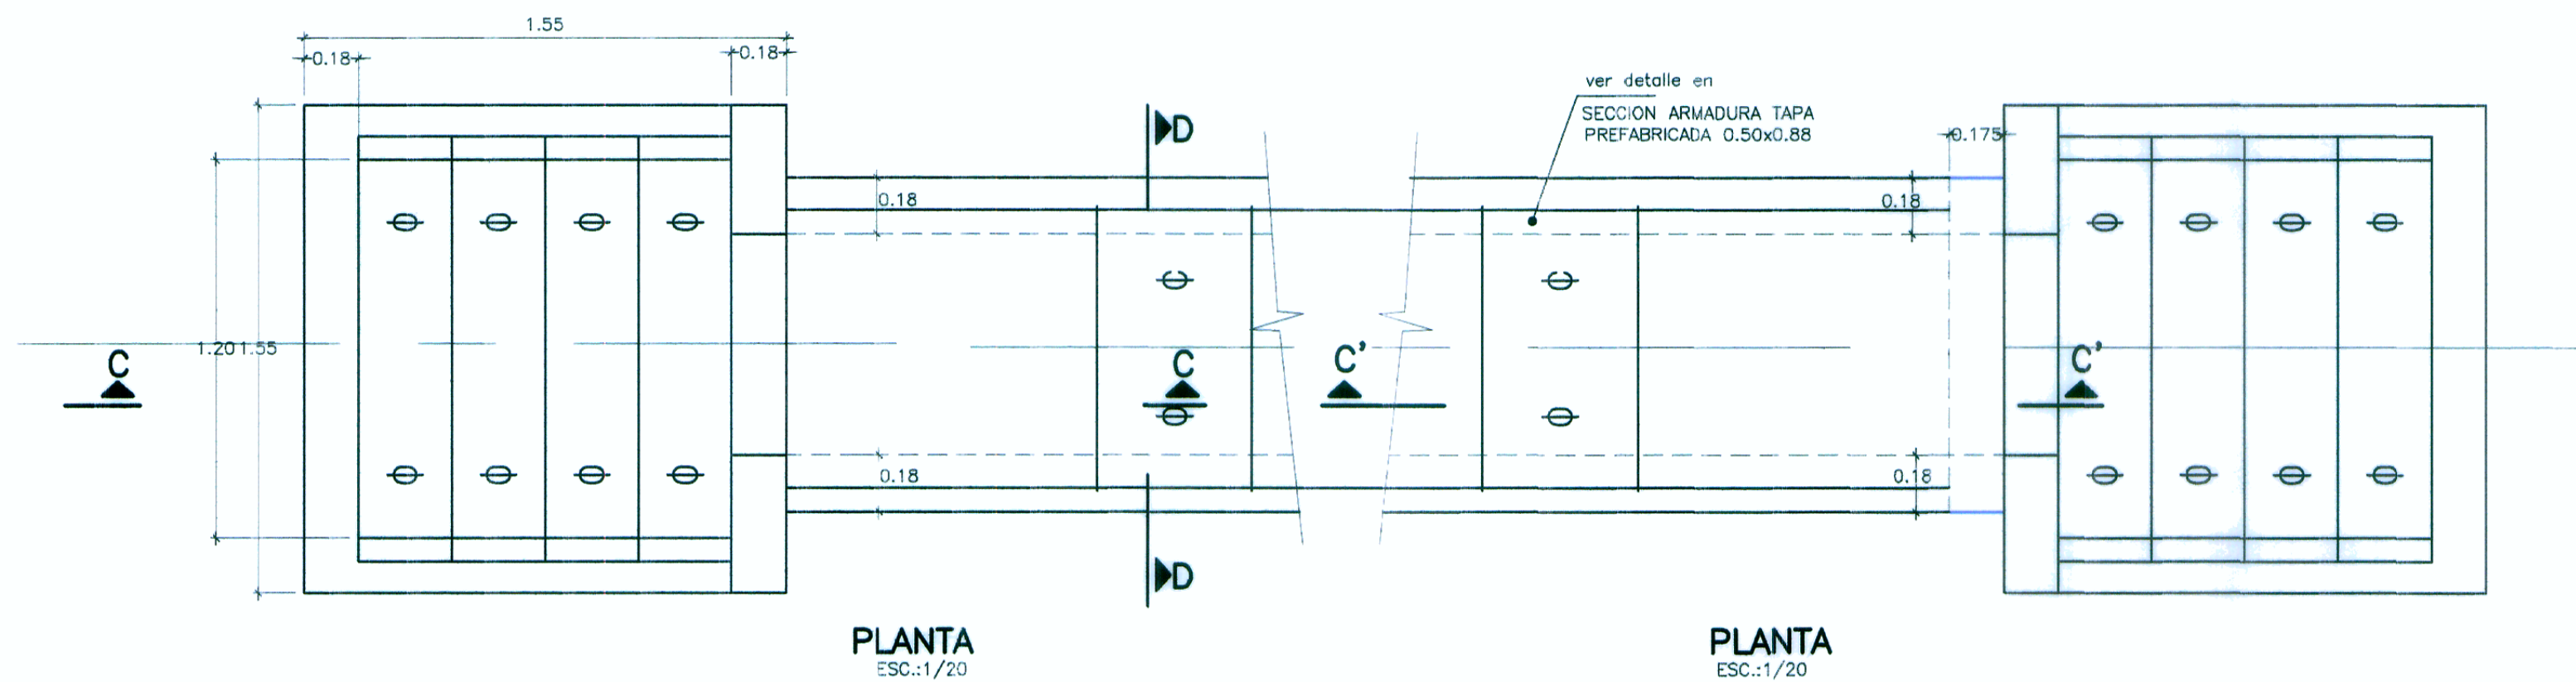 1.55
0.18
0.18
ver detalle en
SECCION ARMADURA TAPA
PREFABRICADA 0.50x0.88
D
0.175
0.18
0.18
1.20
1.55
C
C
C'
C'
0.18
0.18
D
PLANTA
ESC.:1/20
PLANTA
ESC.:1/20